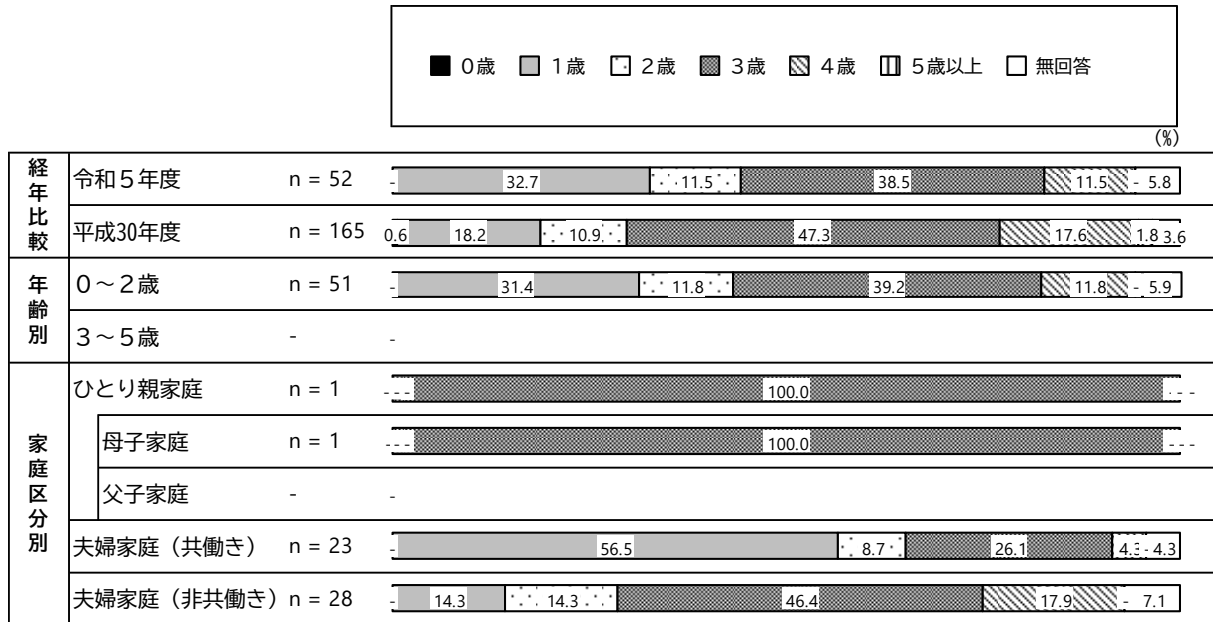 ０歳 １歳 ２歳 ３歳 ４歳 ５歳以上 無回答
(%)
経年比較
令和５年度 n = 52 - 32.7 11.5 38.5 11.5 - 5.8
平成30年度 n = 165 0.6 18.2 10.9 47.3 17.6 1.8 3.6
年齢別
０～２歳 n = 51 - 31.4 11.8 39.2 11.8 - 5.9
３～５歳 - -
家庭区分別
ひとり親家庭 n = 1 - - - 100.0 - - -
母子家庭 n = 1 - - - 100.0 - - -
父子家庭 - -
夫婦家庭（共働き） n = 23 - 56.5 8.7 26.1 4.3 - 4.3
夫婦家庭（非共働き） n = 28 - 14.3 14.3 46.4 17.9 - 7.1